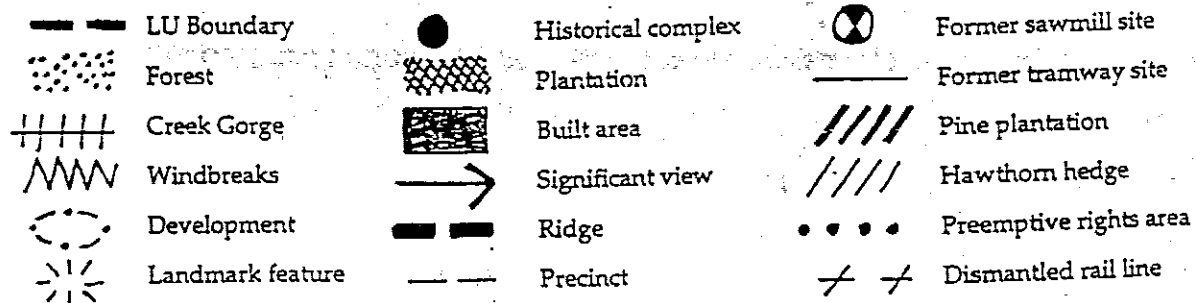 LU Boundary
Historical complex
Former sawmill site
Forest
Plantation
Former tramway site
Creek Gorge
Built area
Pine plantation
Windbreaks
Significant view
Hawthorn hedge
Development
Ridge
Preemptive rights area
Landmark feature
Precinct
Dismantled rail line